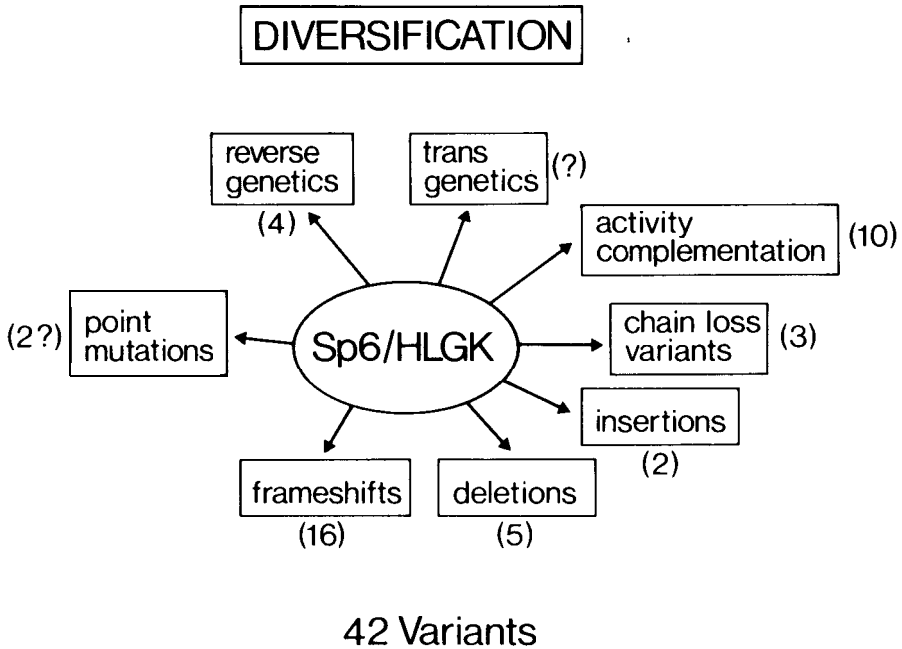 DIVERSIFICATION
reverse
genetics
(4)
trans
genetics
(?)
activity
complementation
(10)
point
mutations
(2?)
Sp6/HLGK
chain loss
variants
(3)
insertions
(2)
frameshifts
(16)
deletions
(5)
42 Variants